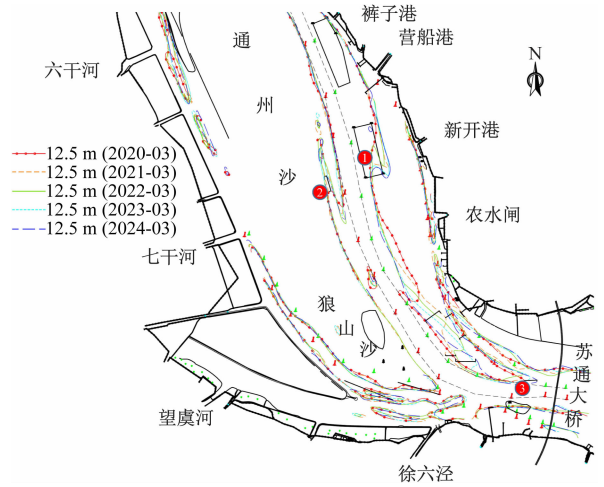 裤子港
营船港
通
州
沙
六干河
N
新开港
1
12.5 m (2020-03)
12.5 m (2021-03)
12.5 m (2022-03)
12.5 m (2023-03)
12.5 m (2024-03)
2
农水闸
七干河
狼
山
沙
苏
通
大
桥
3
望虞河
徐六泾